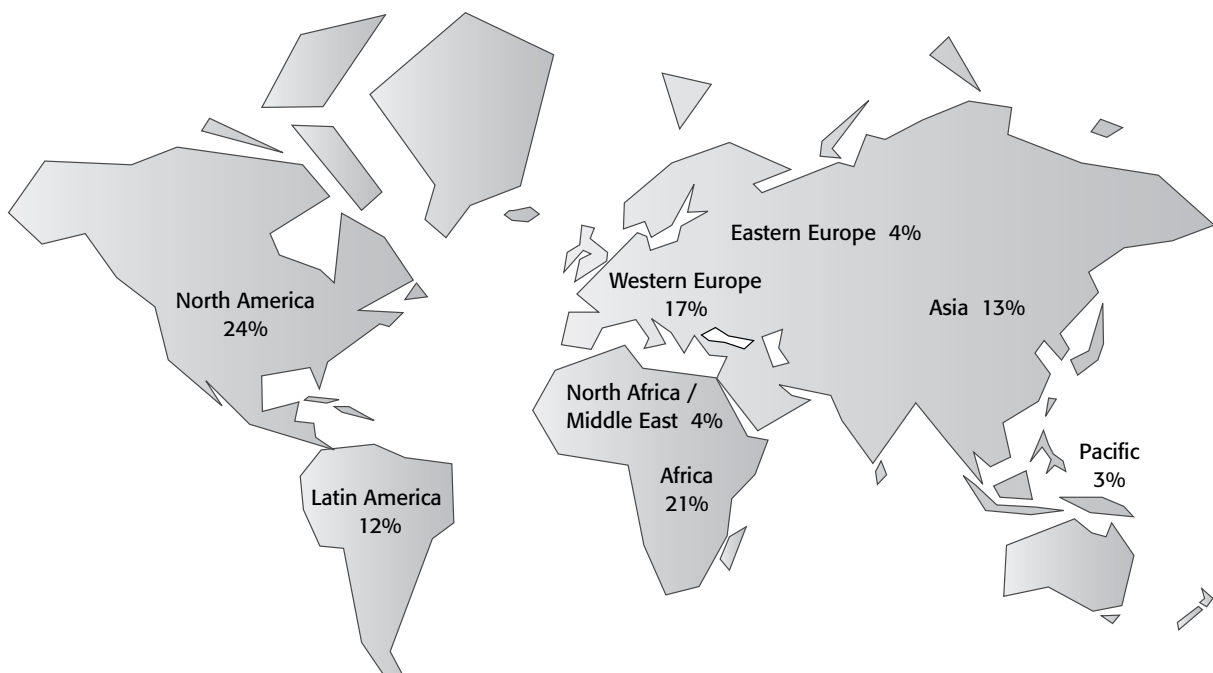 North America
24%
Latin America
12%
Western Europe
17%
Eastern Europe 4%
Asia 13%
North Africa /
Middle East 4%
Africa
21%
Pacific
3%